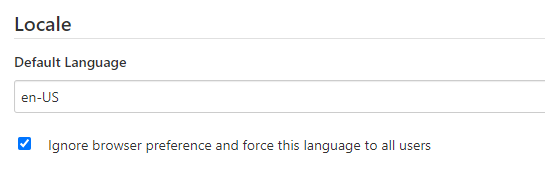 Locale
Default Language
en-US
Ignore browser preference and force this language to all users